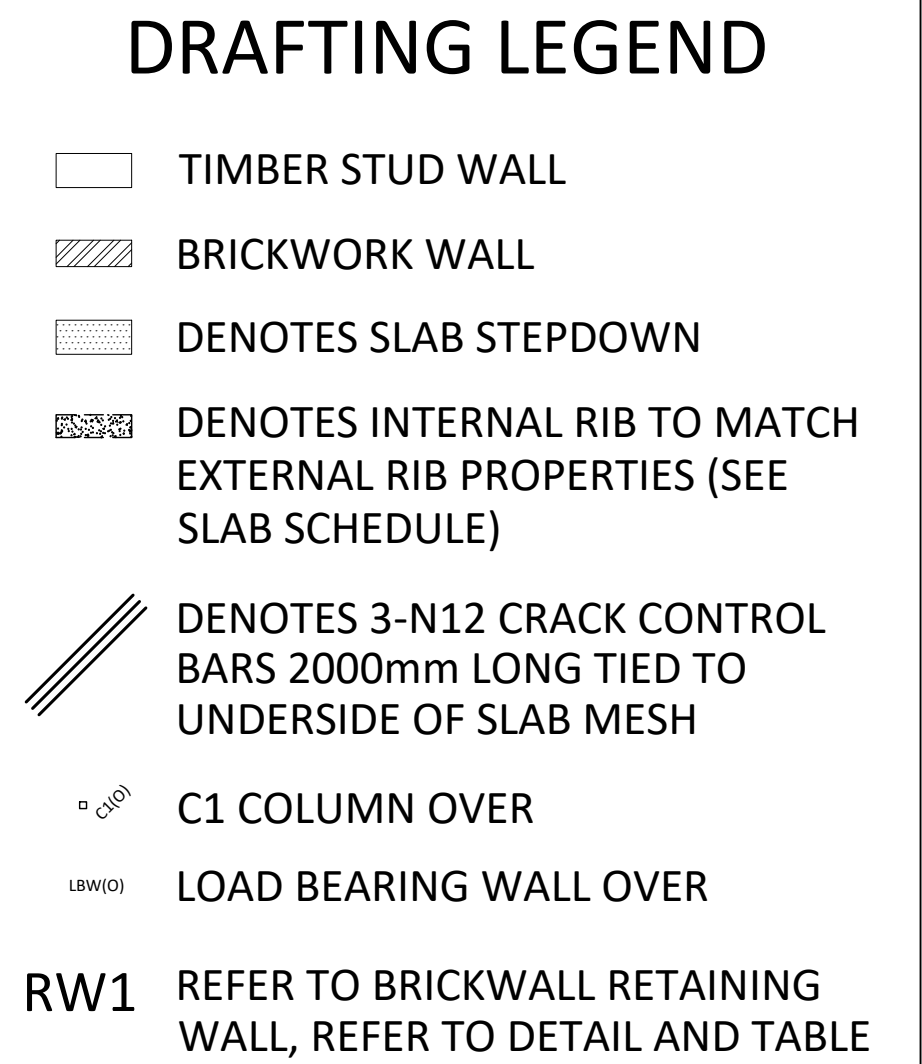 DRAFTING LEGEND
TIMBER STUD WALL
BRICKWORK WALL
DENOTES SLAB STEPDOWN
DENOTES INTERNAL RIB TO MATCH
EXTERNAL RIB PROPERTIES (SEE
SLAB SCHEDULE)
DENOTES 3-N12 CRACK CONTROL
BARS 2000mm LONG TIED TO
UNDERSIDE OF SLAB MESH
C1(O) C1 COLUMN OVER
LBW(O) LOAD BEARING WALL OVER
RW1 REFER TO BRICKWALL RETAINING
WALL, REFER TO DETAIL AND TABLE